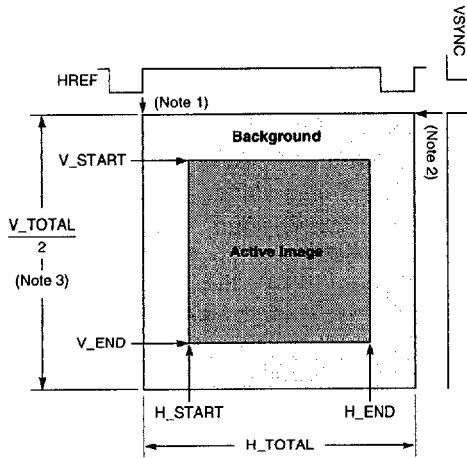 VSYNC
HREF
(Note 1)
(Note 2)
Background
V_START
V_TOTAL
2
(Note 3)
Active Image
V_END
H_START
H_END
H_TOTAL